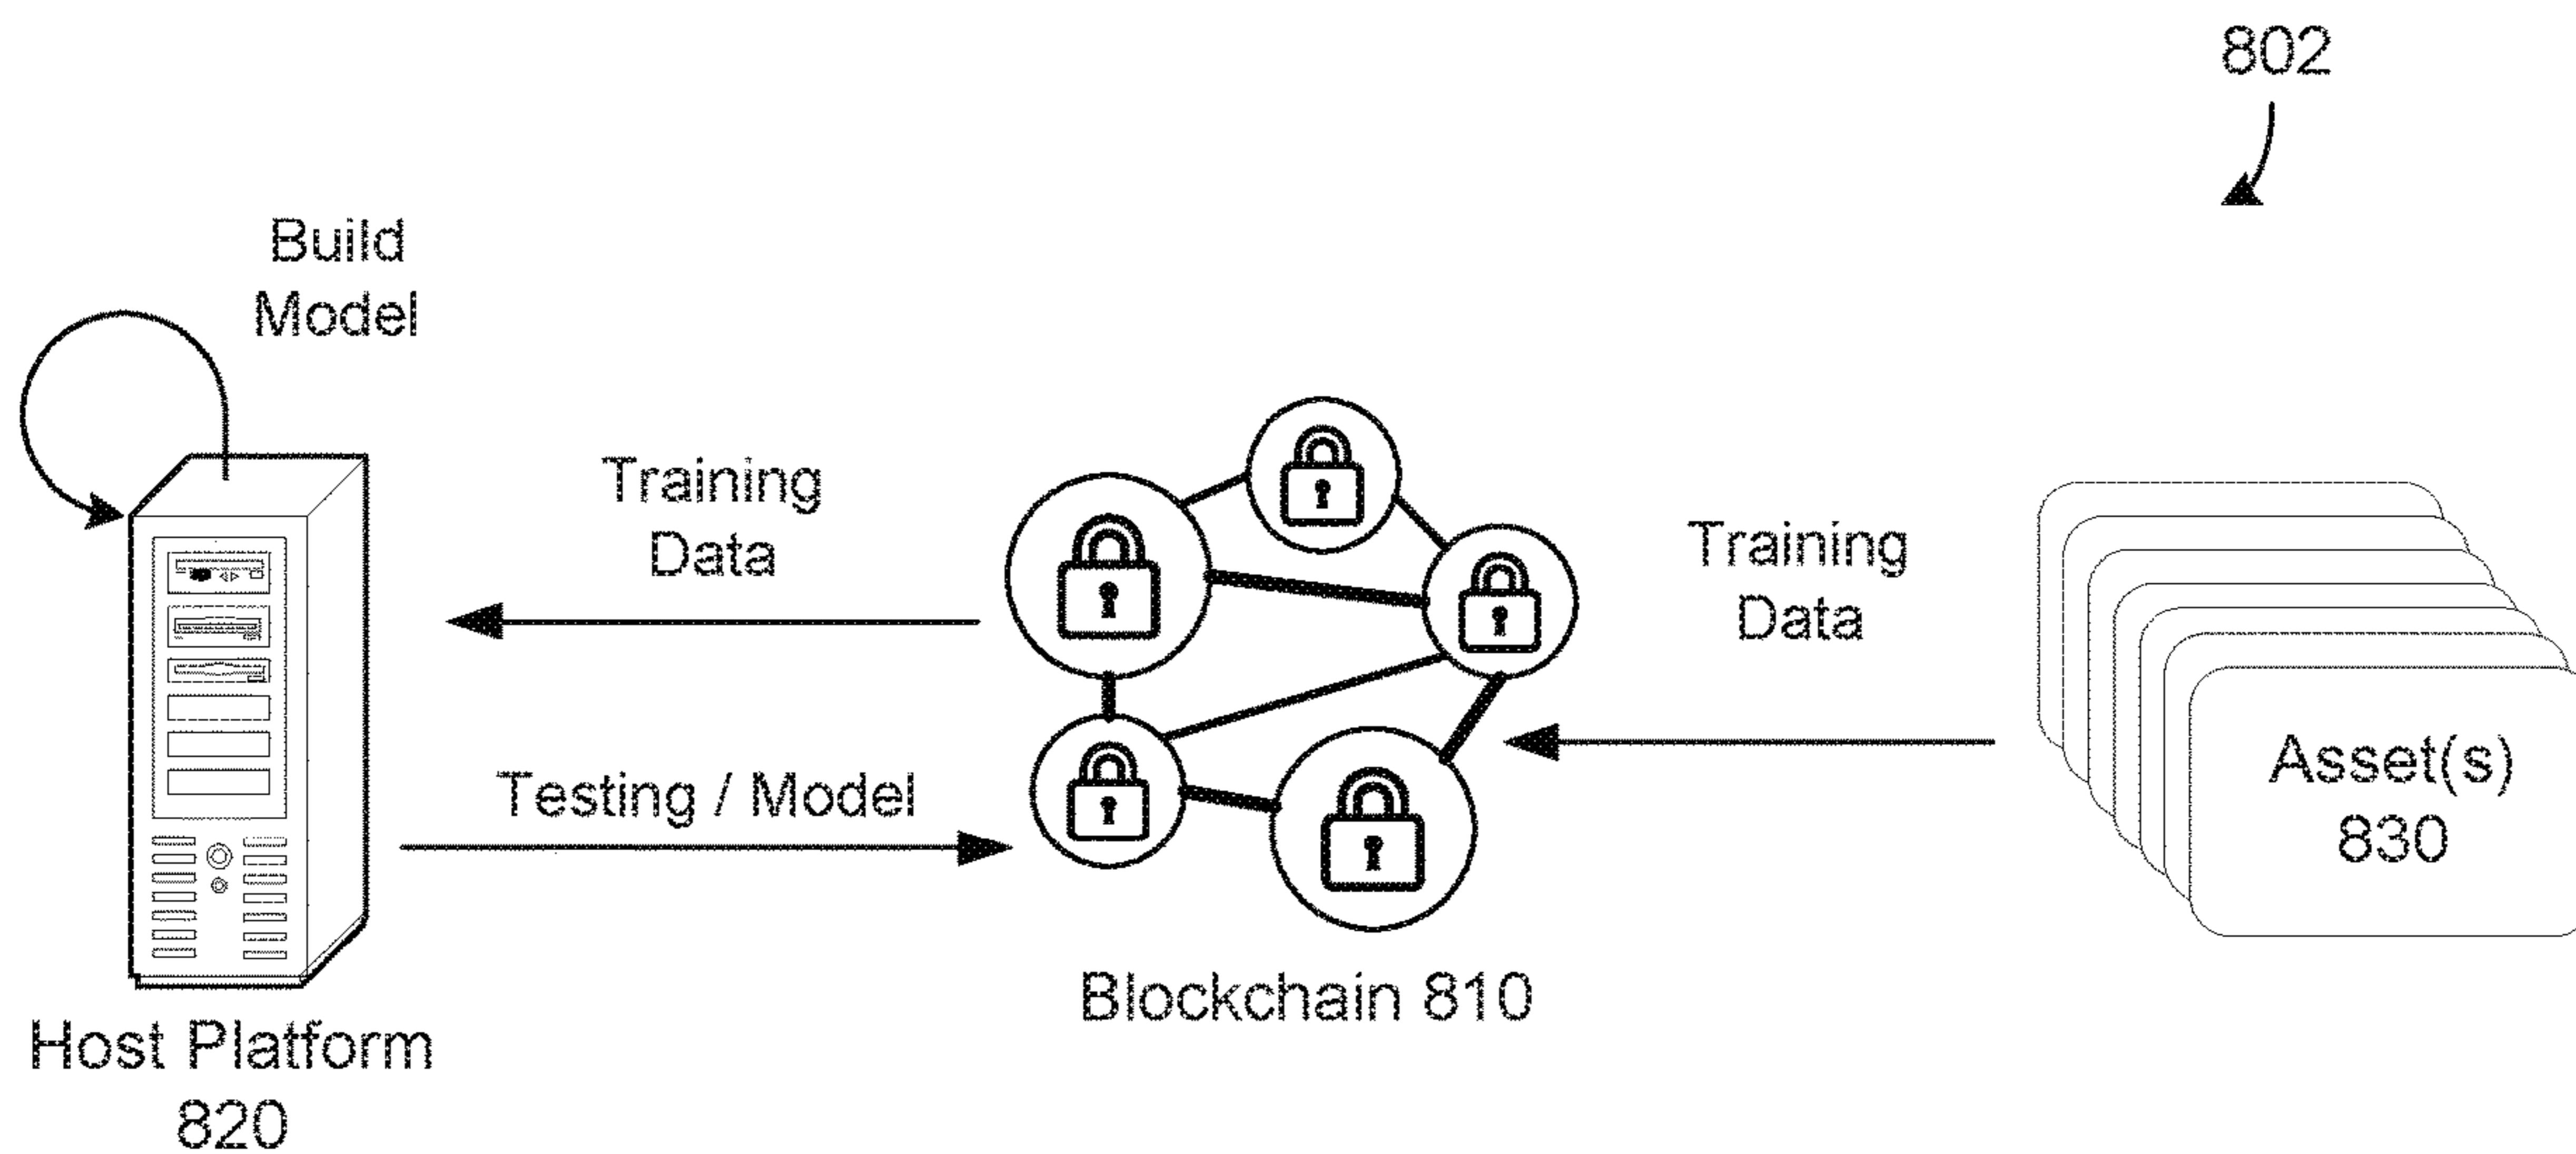 802
Build
Model
Training
Data
Training
Data
Testing / Model
Asset(s)
830
Blockchain 810
Host Platform
820